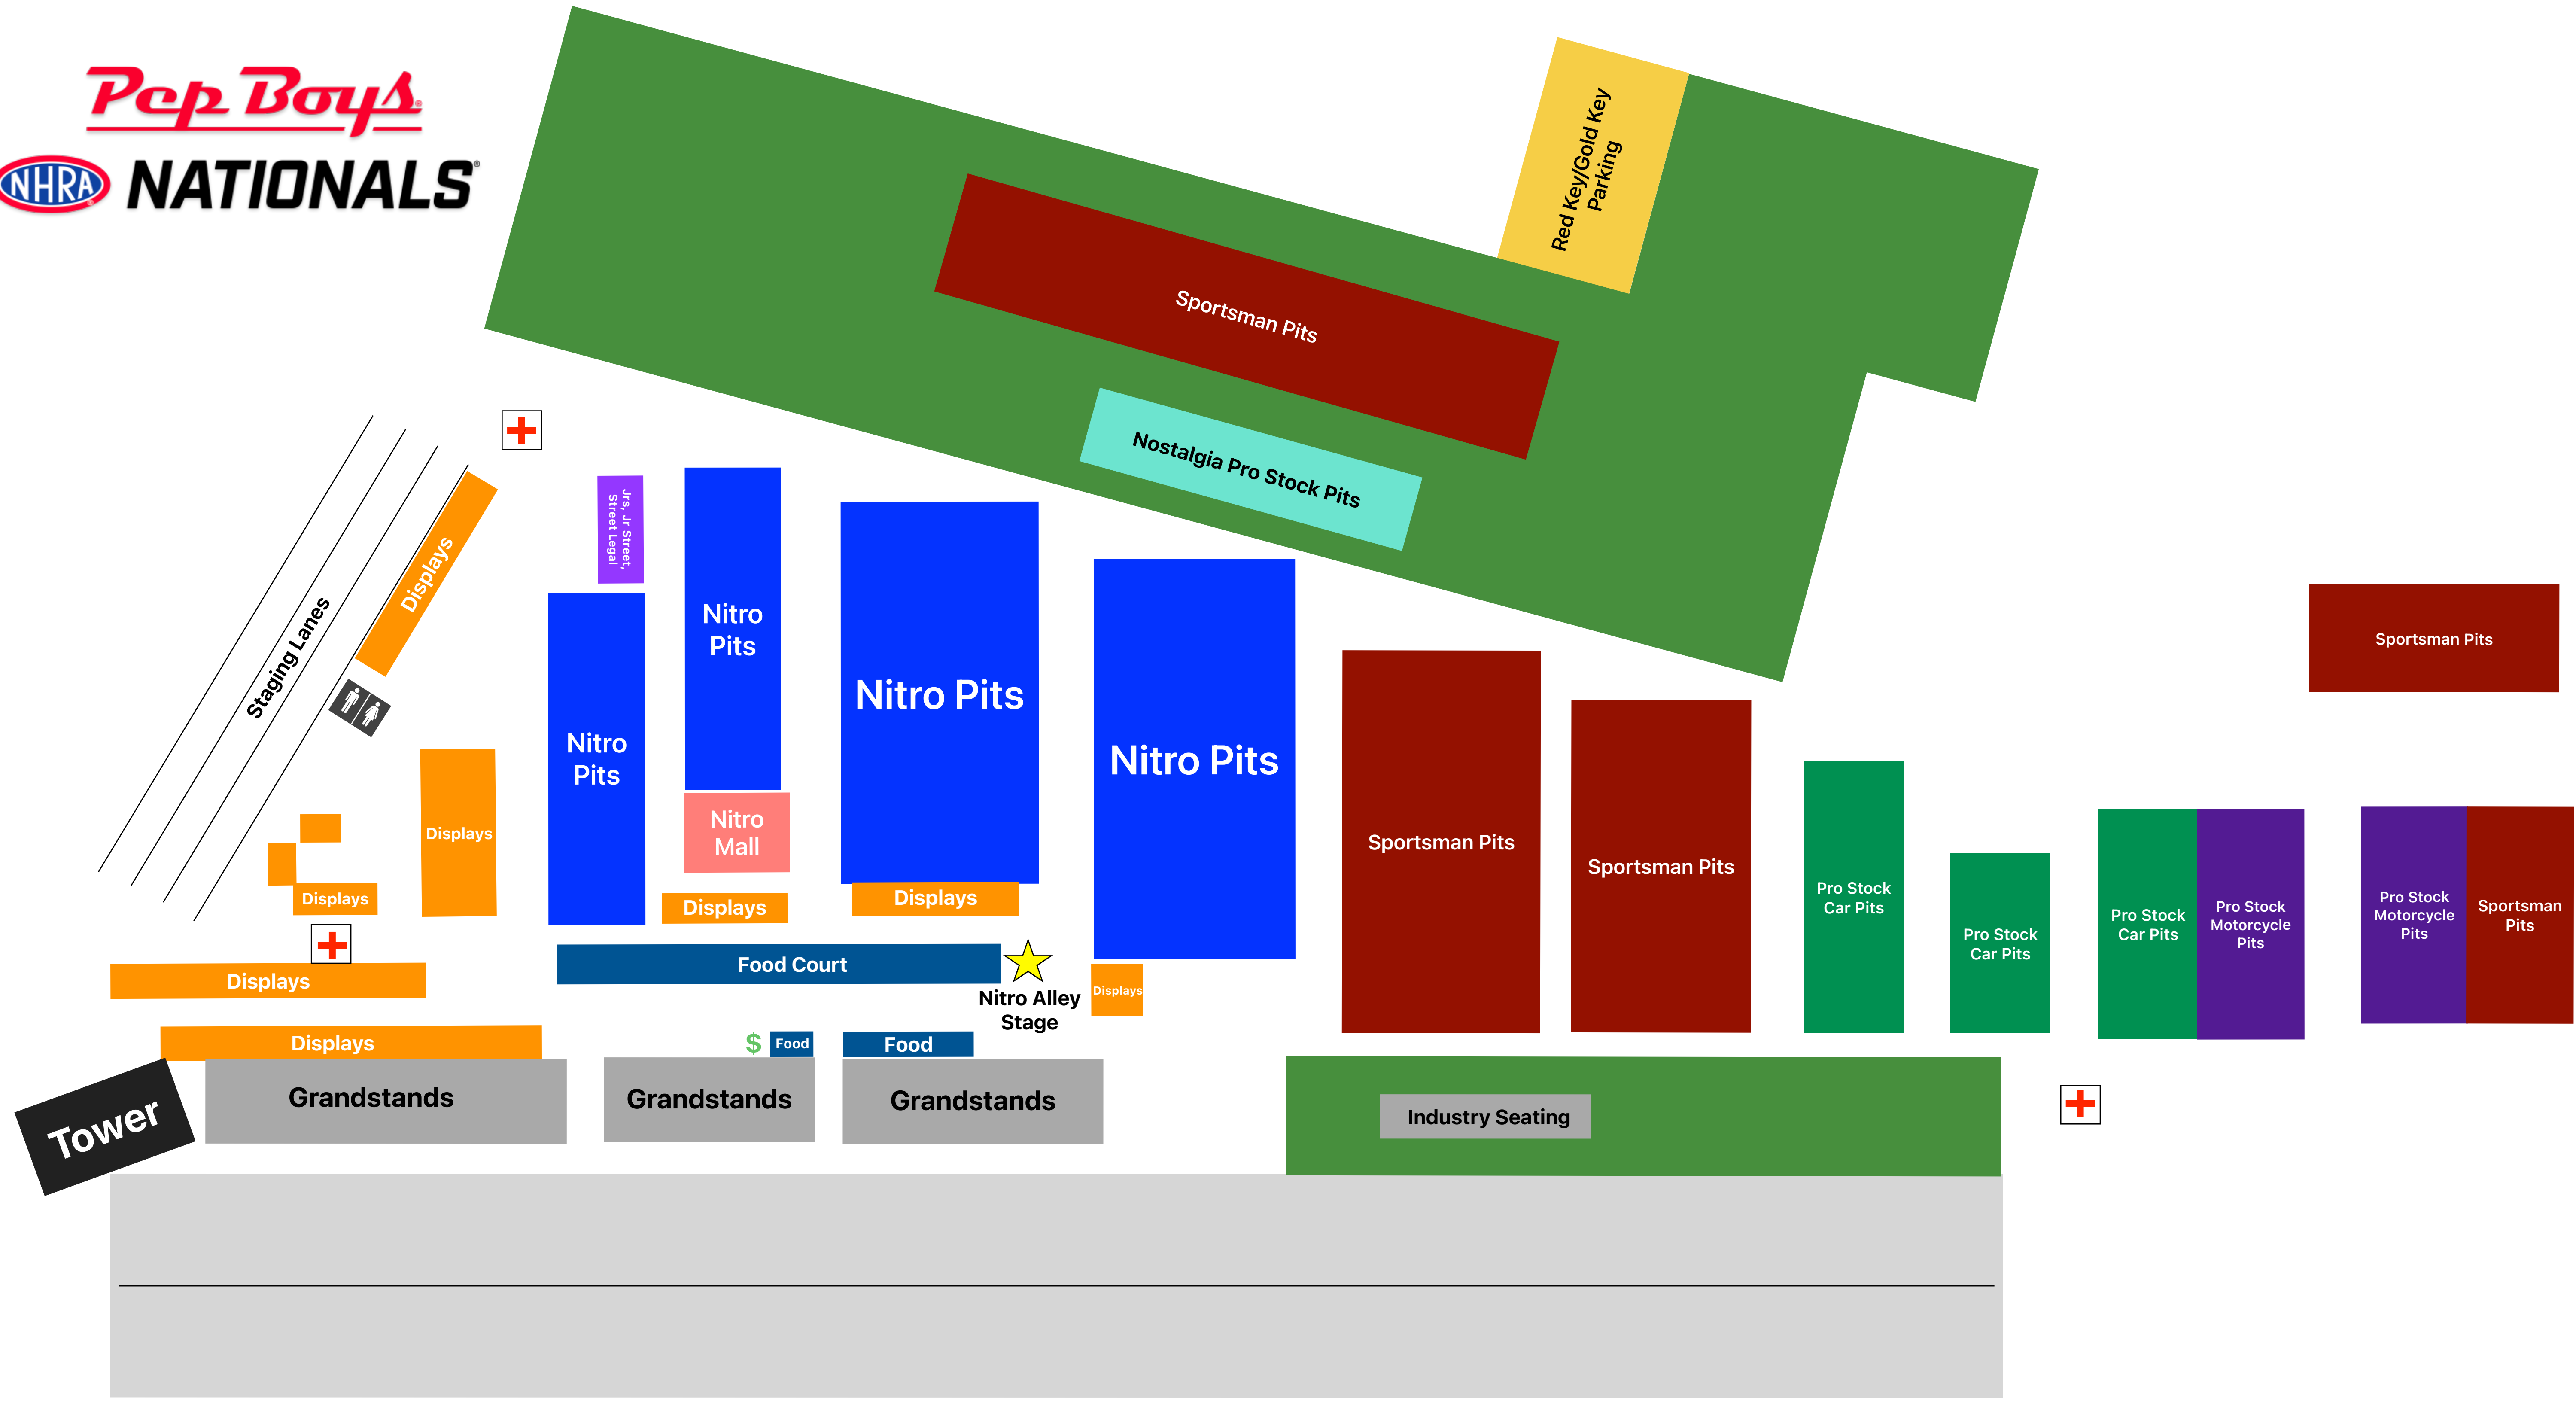 Pep Boys®
NHRA® NATIONALS®
Red Key/Gold Key
Parking
Sportsman Pits
Nostalgia Pro Stock Pits
Jrs, Jr Street,
Street Legal
Displays
Staging Lanes
Nitro
Pits
Nitro
Pits
Nitro Pits
Nitro Pits
Sportsman Pits
Sportsman Pits
Sportsman Pits
Displays
Nitro
Mall
Displays
Displays
Displays
Pro Stock
Car Pits
Pro Stock
Car Pits
Pro Stock
Car Pits
Pro Stock
Motorcycle
Pits
Pro Stock
Motorcycle
Pits
Sportsman
Pits
Displays
Food Court
Nitro Alley
Stage
Displays
Displays
$
Food
Food
Tower
Grandstands
Grandstands
Grandstands
Industry Seating